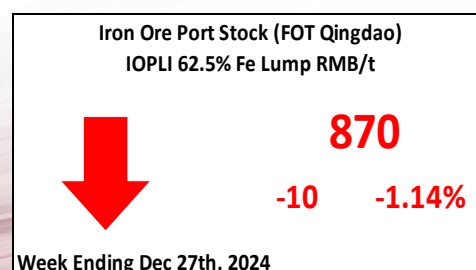 Iron Ore Port Stock (FOT Qingdao)
IOPLI 62.5% Fe Lump RMB/t
870
-10 -1.14%
Week Ending Dec 27th, 2024